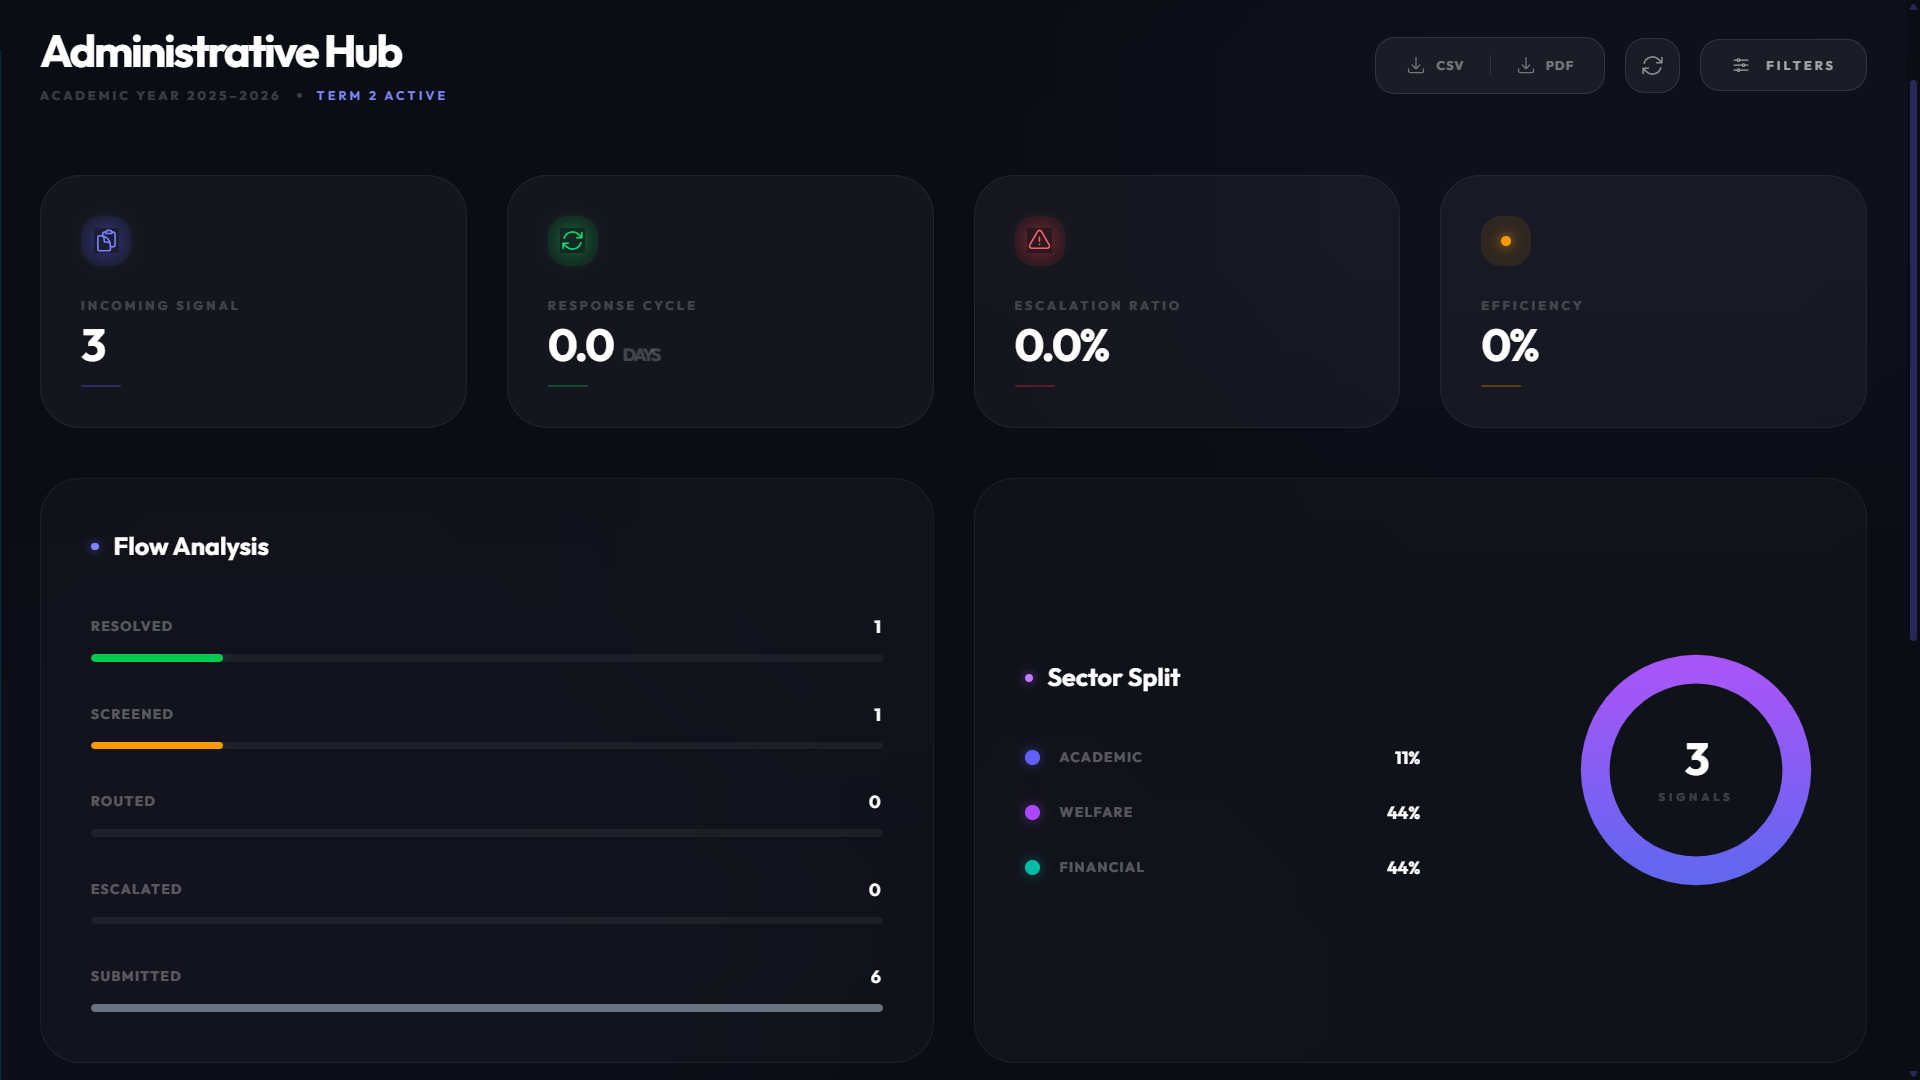 Administrative Hub
ACADEMIC YEAR 2025–2026 • TERM 2 ACTIVE
CSV
PDF
FILTERS
INCOMING SIGNAL
3
RESPONSE CYCLE
0.0 DAYS
ESCALATION RATIO
0.0%
EFFICIENCY
0%
Flow Analysis
RESOLVED 1
SCREENED 1
ROUTED 0
ESCALATED 0
SUBMITTED 6
Sector Split
ACADEMIC 11%
WELFARE 44%
FINANCIAL 44%
3
SIGNALS